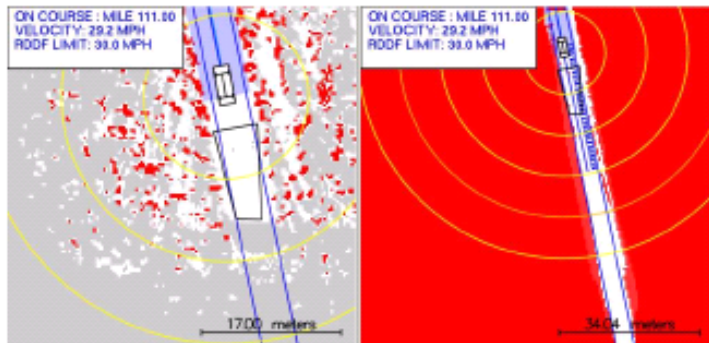 ON COURSE : MILE 111.00
VELOCITY: 29.2 MPH
RDDF LIMIT: 30.0 MPH
17.00 meters
ON COURSE : MILE 111.00
VELOCITY: 29.2 MPH
RDDF LIMIT: 30.0 MPH
34.04 meters